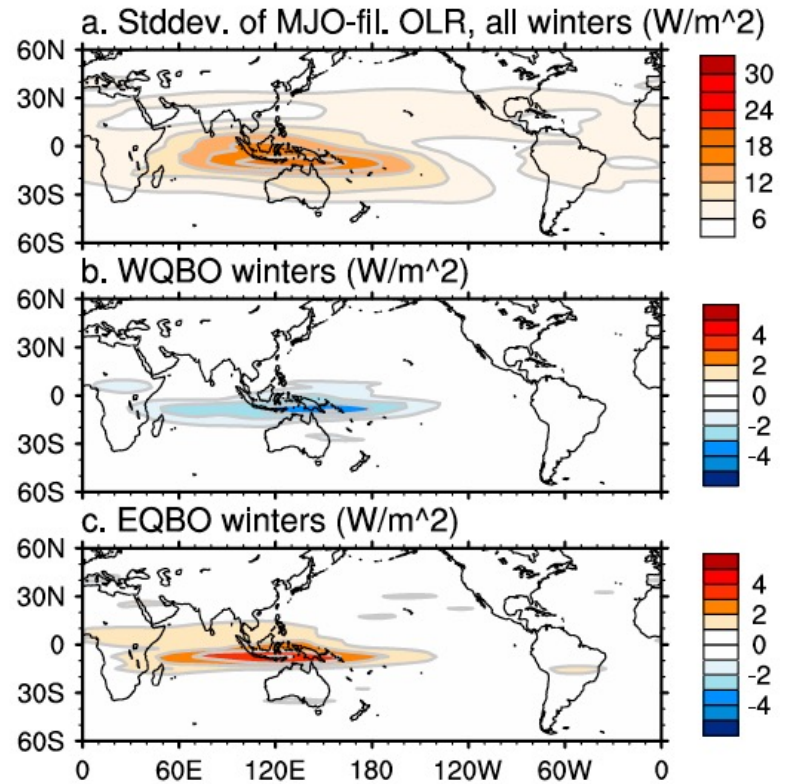 a. Stddev. of MJO-fil. OLR, all winters (W/m^2)
60N
30N
0
30S
60S
30
24
18
12
6
b. WQBO winters (W/m^2)
60N
30N
0
30S
60S
4
2
0
-2
-4
c. EQBO winters (W/m^2)
60N
30N
0
30S
60S
4
2
0
-2
-4
0 60E 120E 180 120W 60W 0